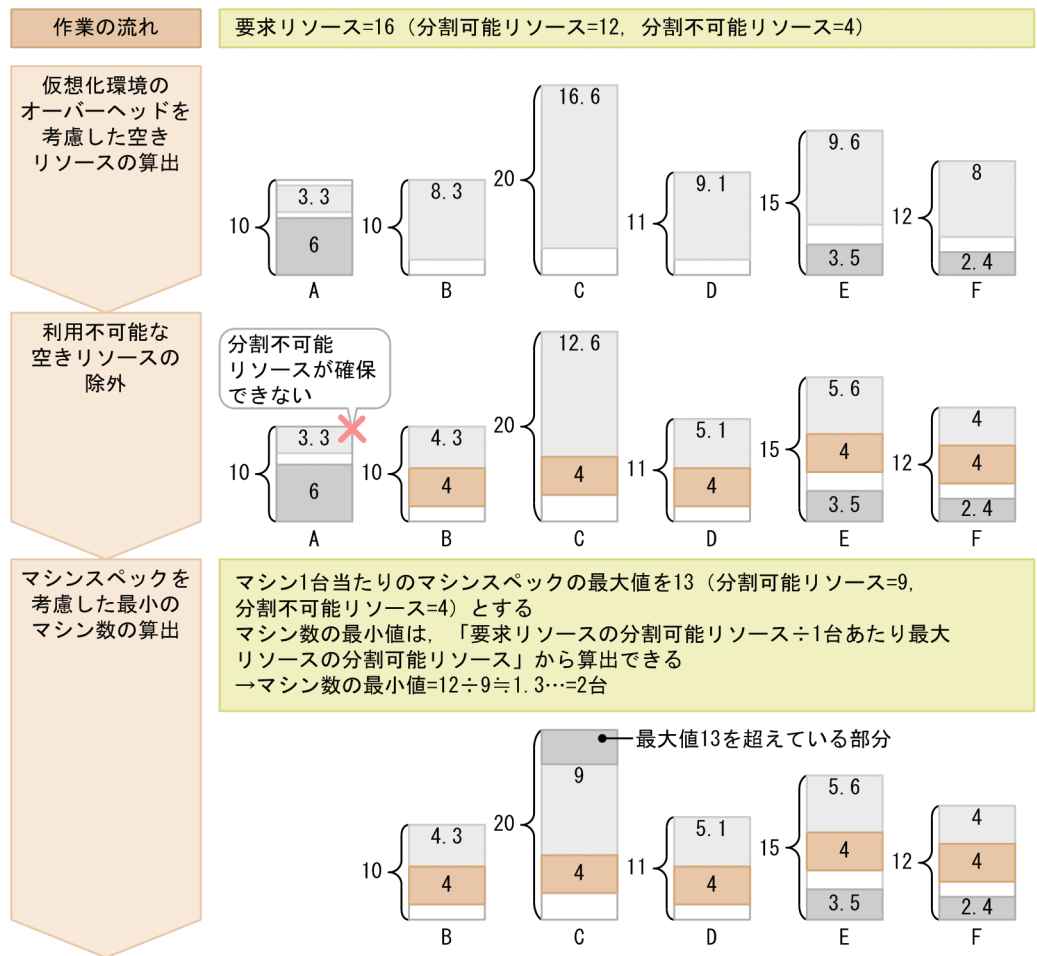 作業の流れ
要求リソース=16（分割可能リソース=12，分割不可能リソース=4）
仮想化環境の
オーバーヘッドを
考慮した空き
リソースの算出
10
3.3
6
A
10
8.3
B
20
16.6
C
11
9.1
D
15
9.6
3.5
E
12
8
2.4
F
利用不可能な
空きリソースの
除外
分割不可能
リソースが確保
できない
10
3.3
6
A
10
4.3
4
B
20
12.6
4
C
11
5.1
4
D
15
5.6
4
3.5
E
12
4
4
2.4
F
マシンスペックを
考慮した最小の
マシン数の算出
マシン1台当たりのマシンスペックの最大値を13（分割可能リソース=9，
分割不可能リソース=4）とする
マシン数の最小値は，「要求リソースの分割可能リソース÷1台あたり最大
リソースの分割可能リソース」から算出できる
→マシン数の最小値=12÷9≒1.3…=2台
最大値13を超えている部分
10
4.3
4
B
20
9
4
C
11
5.1
4
D
15
5.6
4
3.5
E
12
4
4
2.4
F